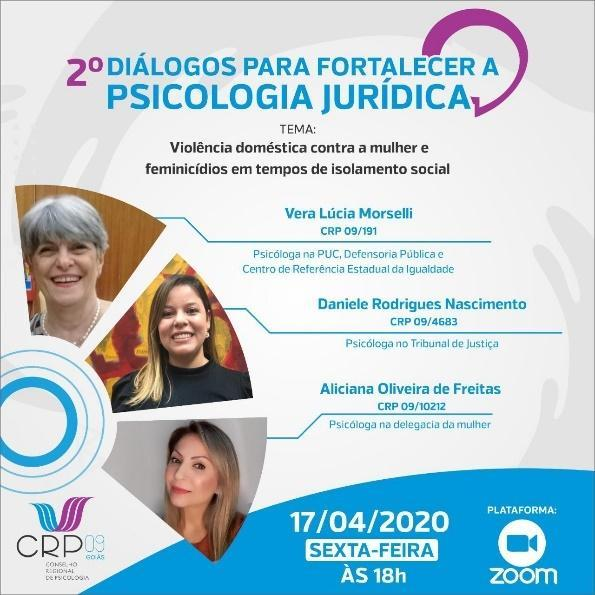 2º DIÁLOGOS PARA FORTALECER A
PSICOLOGIA JURÍDICA
TEMA:
Violência doméstica contra a mulher e
feminicídios em tempos de isolamento social
Vera Lúcia Morselli
CRP 09/191
Psicóloga na PUC, Defensoria Pública e
Centro de Referência Estadual da Igualdade
Daniele Rodrigues Nascimento
CRP 09/4683
Psicóloga no Tribunal de Justiça
Aliciana Oliveira de Freitas
CRP 09/10212
Psicóloga na delegacia da mulher
17/04/2020
SEXTA-FEIRA
ÀS 18h
PLATAFORMA:
zoom
CRP 09
GOIÁS
CONSELHO
REGIONAL
DE PSICOLOGIA